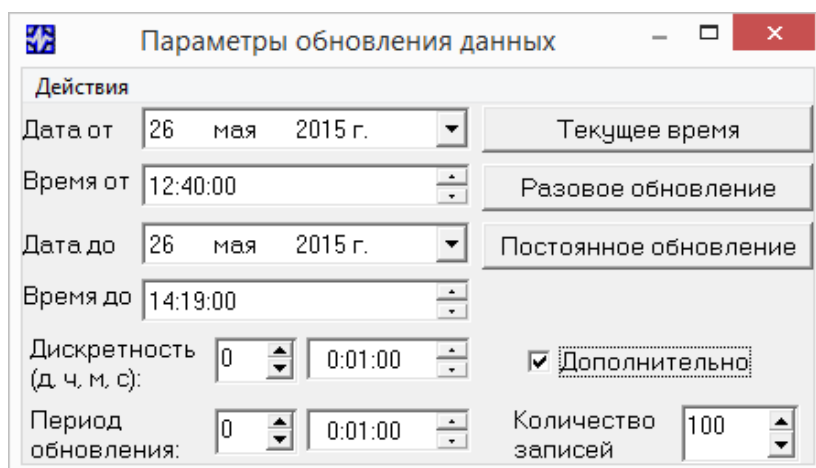 Параметры обновления данных
Действия
Дата от 26 мая 2015 г. Текущее время
Время от 12:40:00 Разовое обновление
Дата до 26 мая 2015 г. Постоянное обновление
Время до 14:19:00
Дискретность
(д, ч, м, с): 0 0:01:00 Дополнительно
Период
обновления: 0 0:01:00 Количество
записей 100